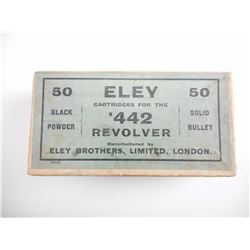 50 ELEY 50
CARTRIDGES FOR THE
BLACK ·442 SOLID
POWDER REVOLVER BULLET
Manufactured by
ELEY BROTHERS, LIMITED, LONDON.